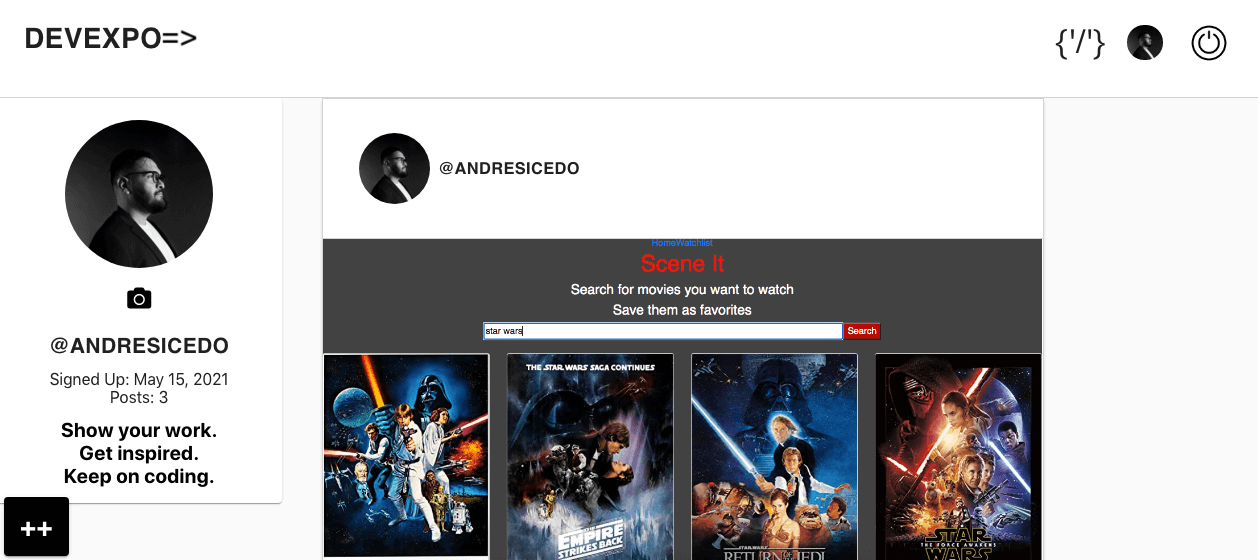 DEVEXPO=>
{'/'}
@ANDRESICEDO
Signed Up: May 15, 2021
Posts: 3
Show your work.
Get inspired.
Keep on coding.
++
@ANDRESICEDO
HomeWatchlist
Scene It
Search for movies you want to watch
Save them as favorites
star wars
Search
THE STAR WARS SAGA CONTINUES
THE EMPIRE
STRIKES BACK
STAR WARS
RETURN OF THE JEDI
STAR
THE FORCE AWAKENS
WARS